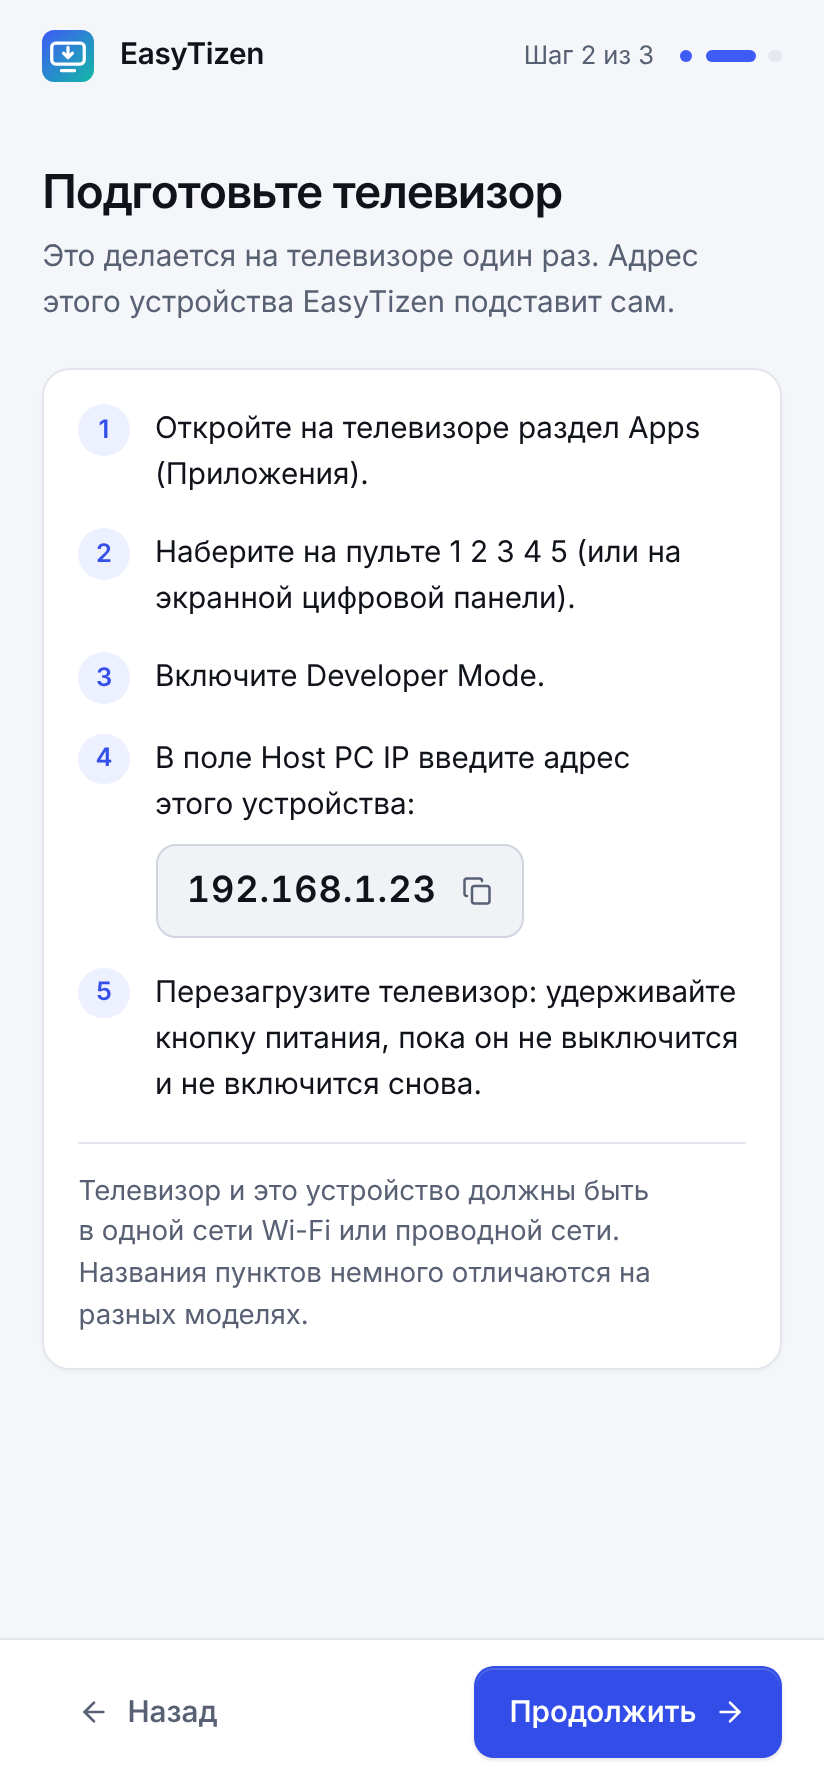 EasyTizen
Шаг 2 из 3
Подготовьте телевизор
Это делается на телевизоре один раз. Адрес
этого устройства EasyTizen подставит сам.
1 Откройте на телевизоре раздел Apps
(Приложения).
2 Наберите на пульте 1 2 3 4 5 (или на
экранной цифровой панели).
3 Включите Developer Mode.
4 В поле Host PC IP введите адрес
этого устройства:
192.168.1.23
5 Перезагрузите телевизор: удерживайте
кнопку питания, пока он не выключится
и не включится снова.
Телевизор и это устройство должны быть
в одной сети Wi-Fi или проводной сети.
Названия пунктов немного отличаются на
разных моделях.
Назад
Продолжить